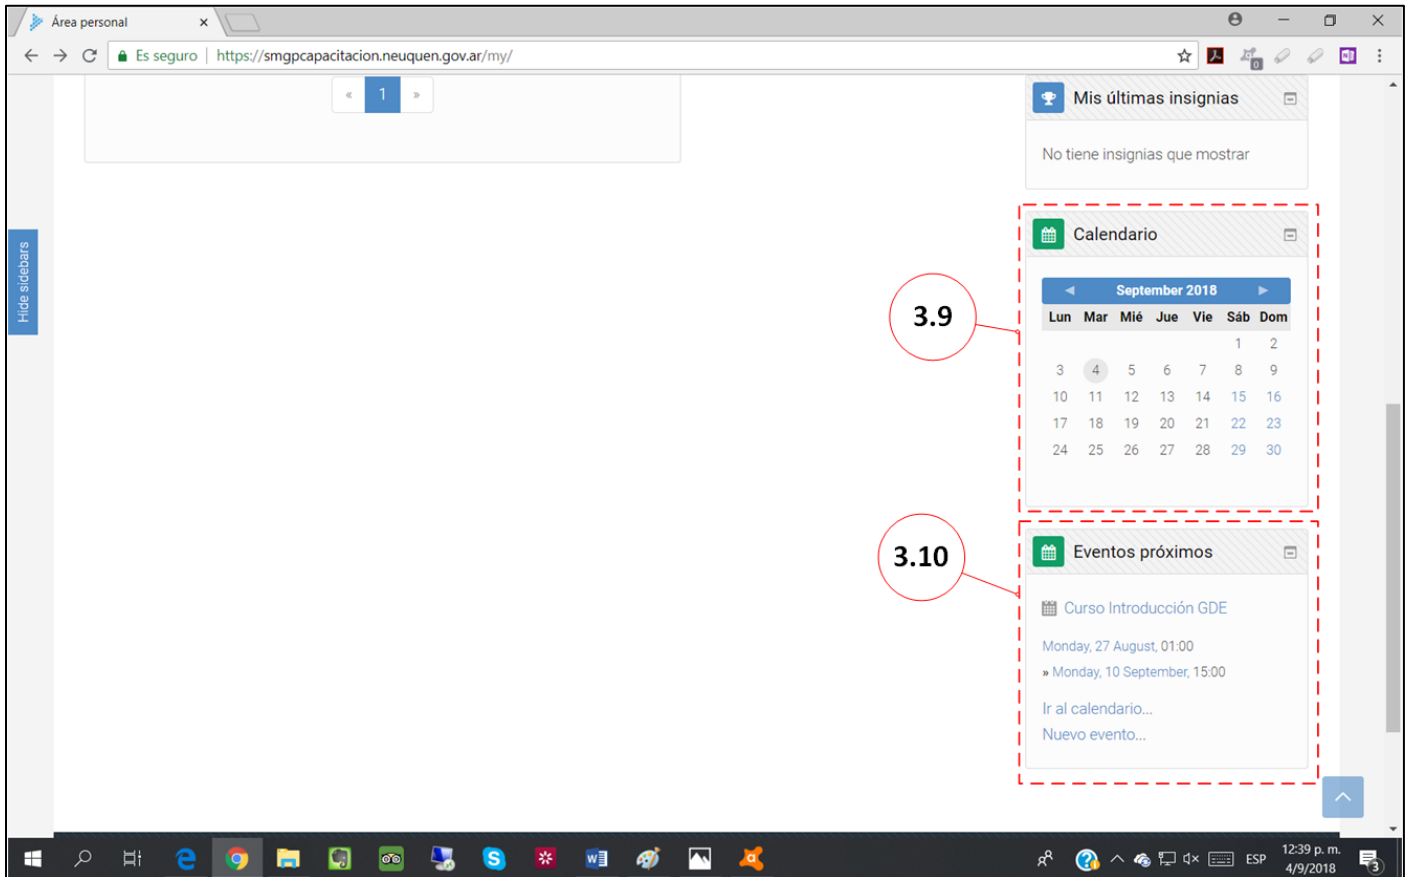 Área personal
Es seguro | https://smgpcapacitacion.neuquen.gov.ar/my/
0
« 1 »
Hide sidebars
Mis últimas insignias
No tiene insignias que mostrar
3.9
Calendario
September 2018
Lun Mar Mié Jue Vie Sáb Dom
1 2
3 4 5 6 7 8 9
10 11 12 13 14 15 16
17 18 19 20 21 22 23
24 25 26 27 28 29 30
3.10
Eventos próximos
Curso Introducción GDE
Monday, 27 August, 01:00
» Monday, 10 September, 15:00
Ir al calendario...
Nuevo evento...
ESP
12:39 p. m.
4/9/2018
3